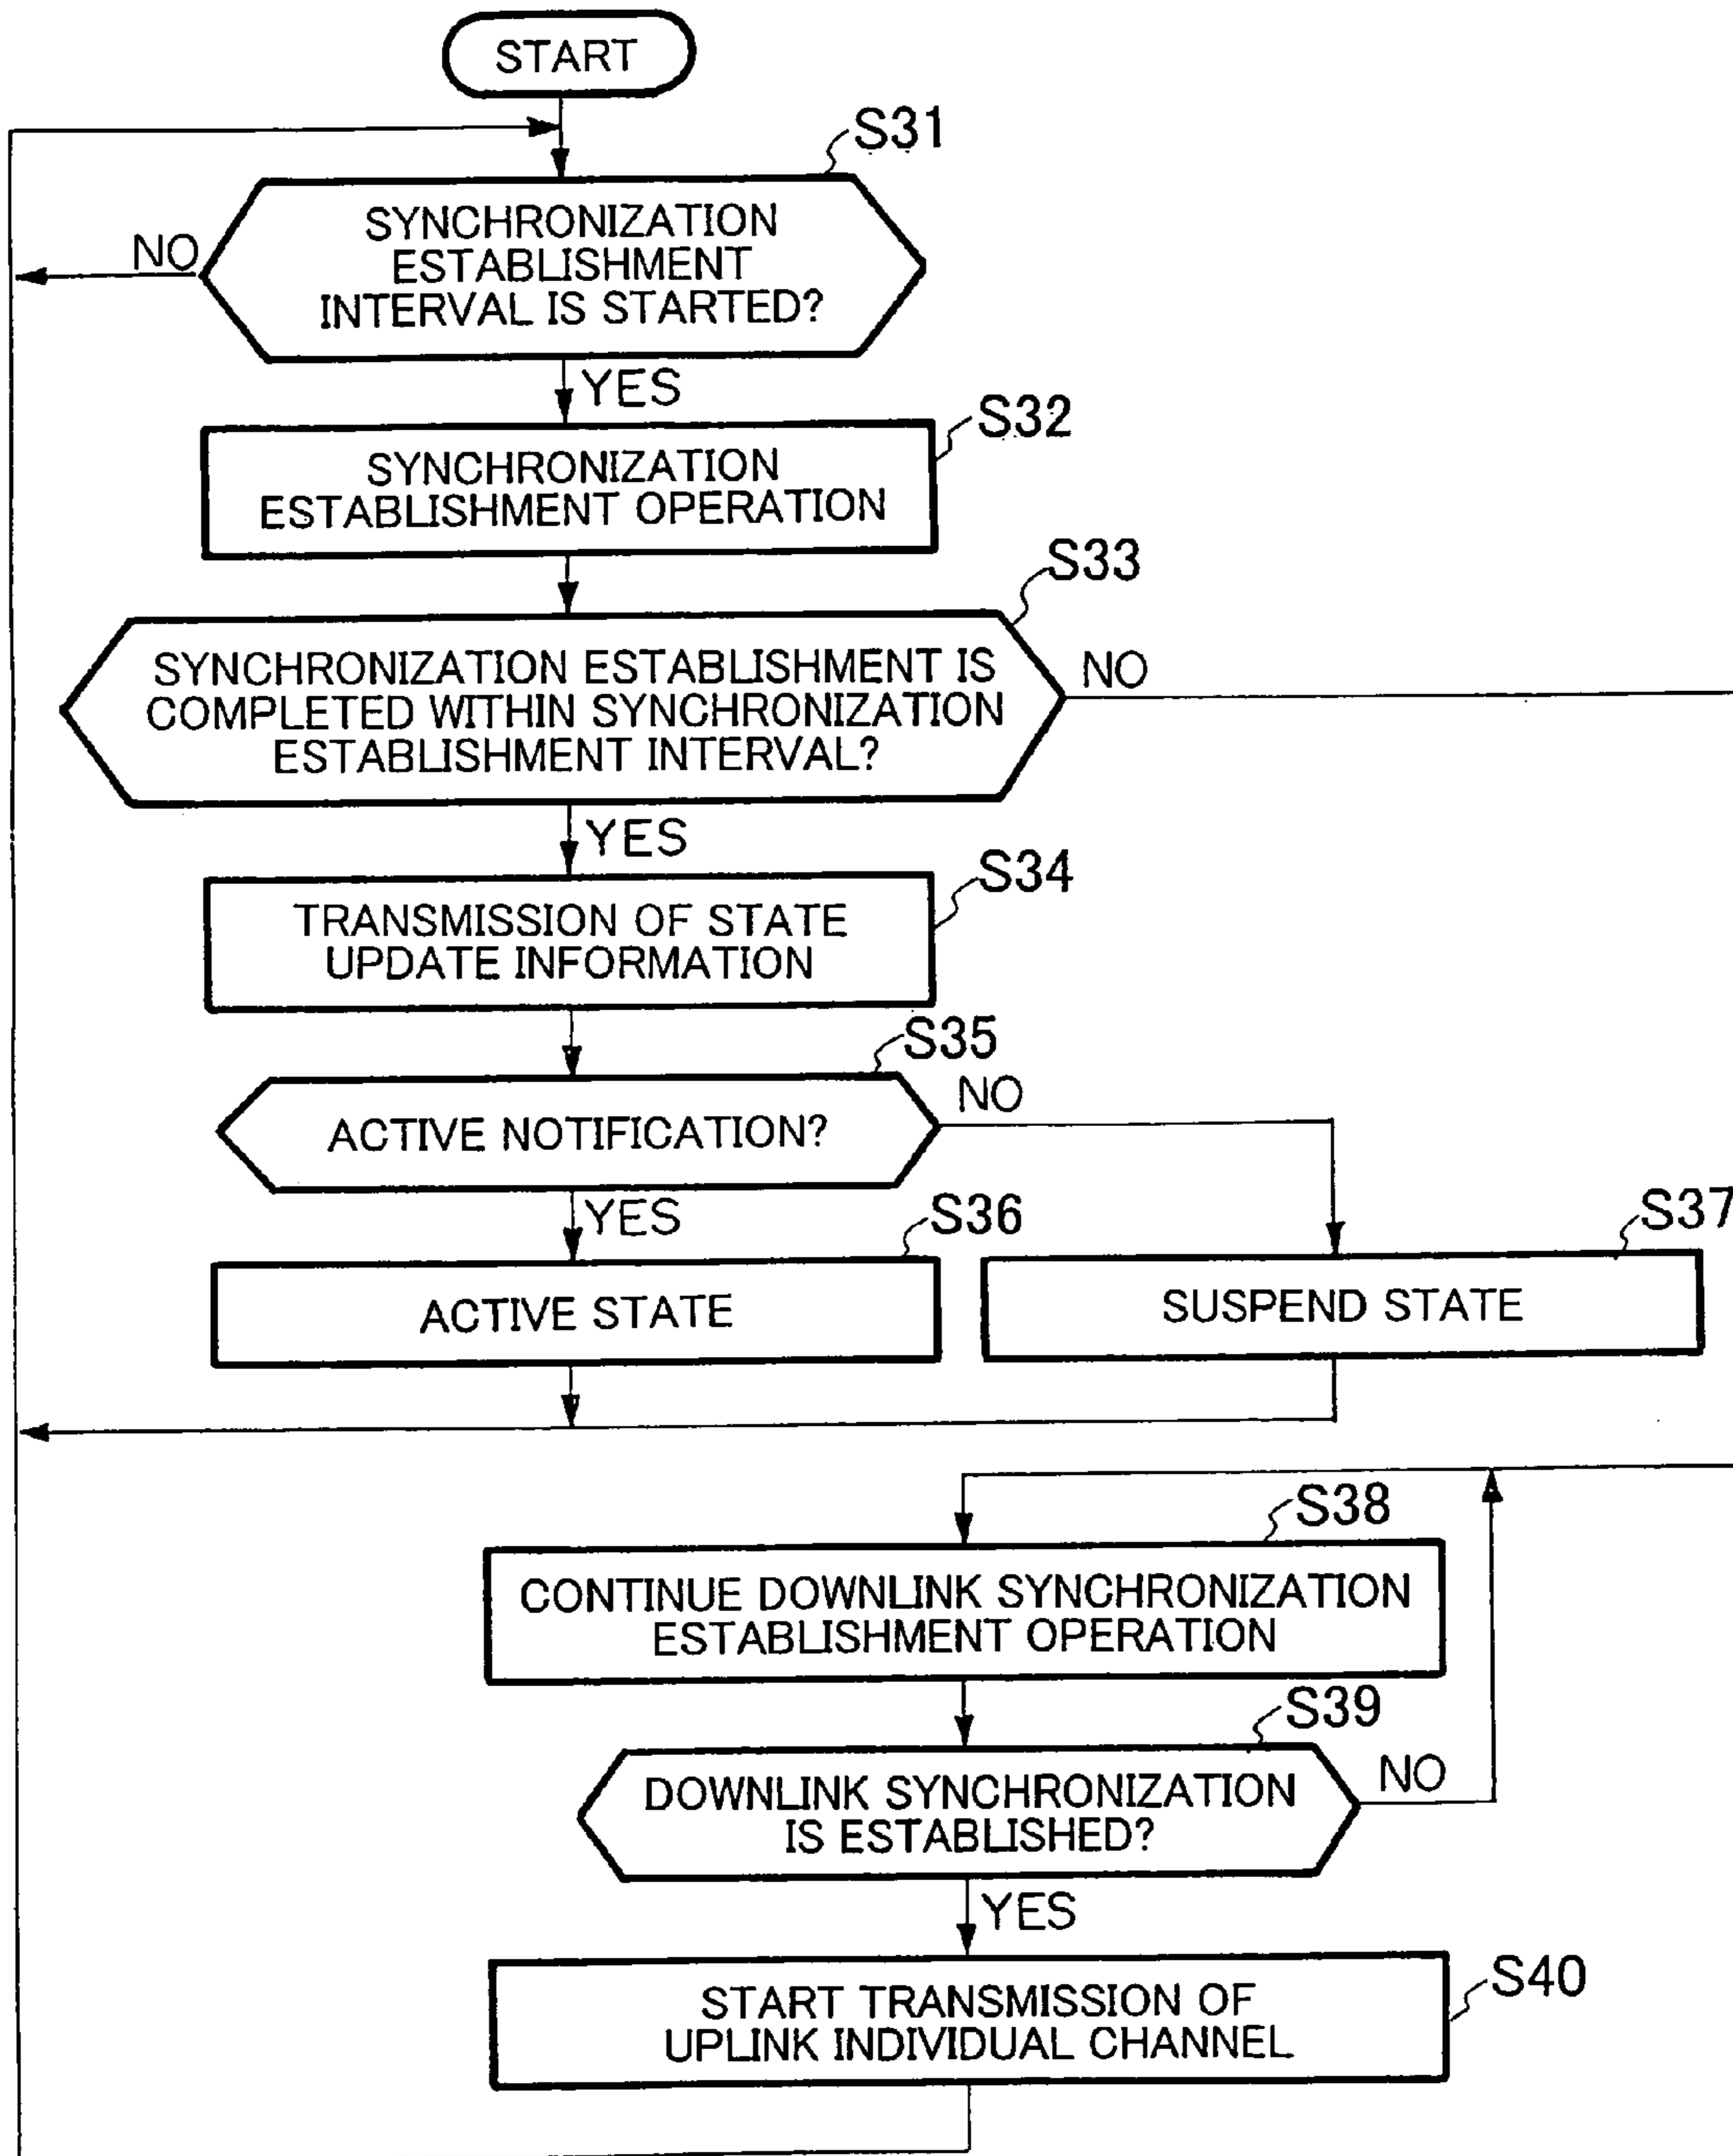 START
S31
SYNCHRONIZATION
ESTABLISHMENT
INTERVAL IS STARTED?
NO
YES
S32
SYNCHRONIZATION
ESTABLISHMENT OPERATION
S33
SYNCHRONIZATION ESTABLISHMENT IS
COMPLETED WITHIN SYNCHRONIZATION
ESTABLISHMENT INTERVAL?
NO
YES
S34
TRANSMISSION OF STATE
UPDATE INFORMATION
S35
ACTIVE NOTIFICATION?
NO
YES
S36
ACTIVE STATE
S37
SUSPEND STATE
S38
CONTINUE DOWNLINK SYNCHRONIZATION
ESTABLISHMENT OPERATION
S39
DOWNLINK SYNCHRONIZATION
IS ESTABLISHED?
NO
YES
S40
START TRANSMISSION OF
UPLINK INDIVIDUAL CHANNEL